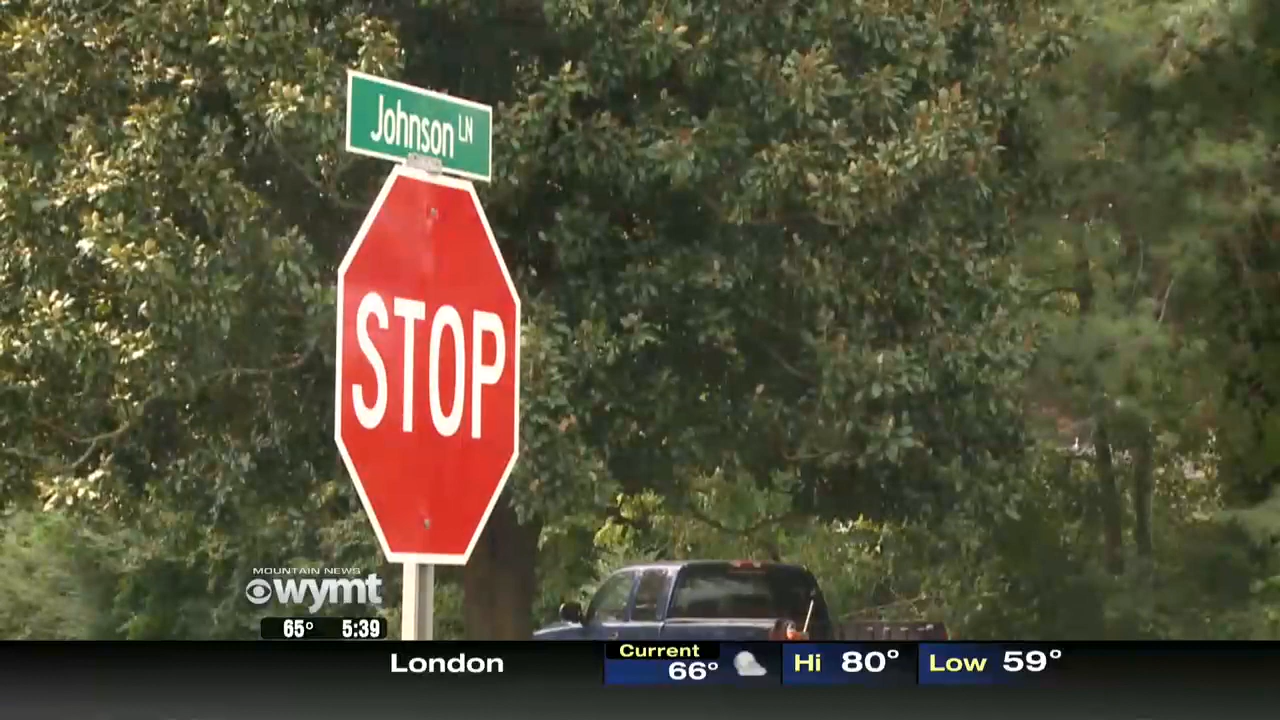 Johnson LN
STOP
MOUNTAIN NEWS
wymt
65° 5:39
London
Current
66°
Hi 80°
Low 59°